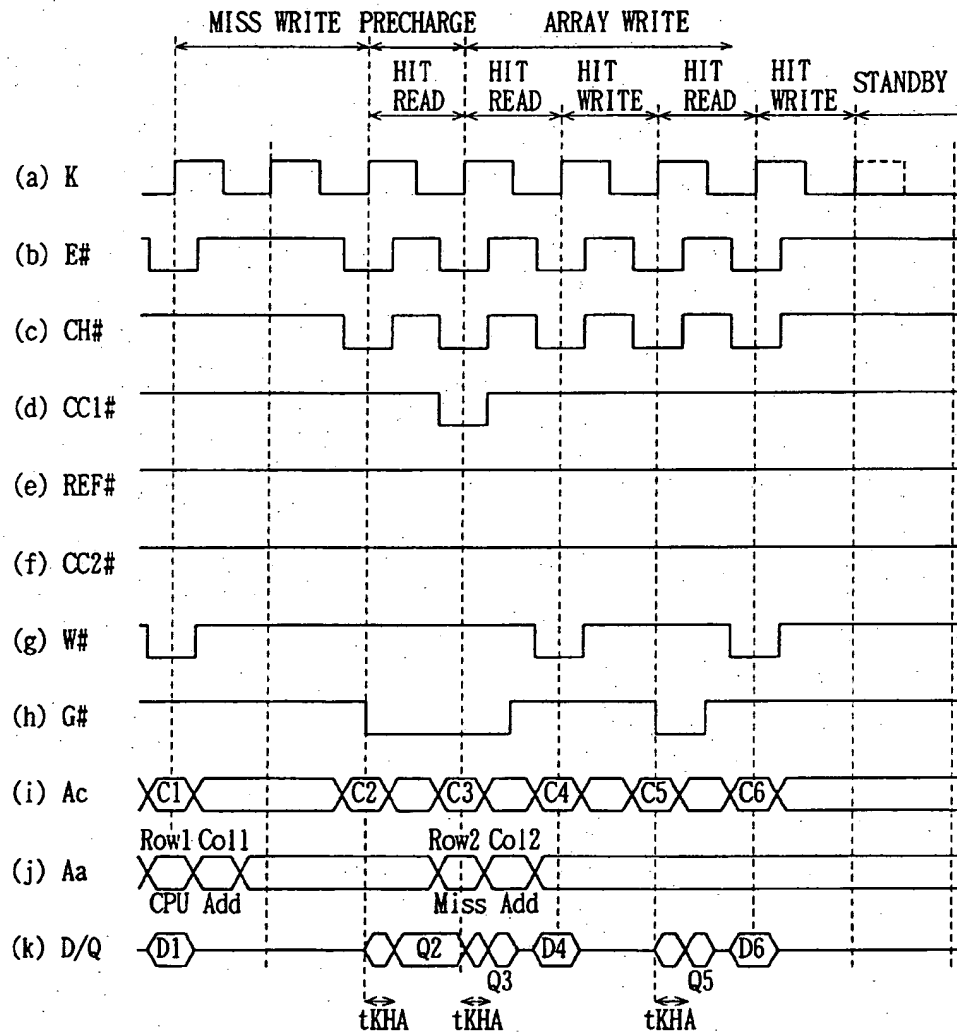 MISS WRITE PRECHARGE ARRAY WRITE
HIT READ HIT READ HIT WRITE HIT READ HIT WRITE STANDBY
(a) K
(b) E#
(c) CH#
(d) CC1#
(e) REF#
(f) CC2#
(g) W#
(h) G#
(i) Ac C1 C2 C3 C4 C5 C6
Row1 Col1 Row2 Col2
(j) Aa
CPU Add Miss Add
(k) D/Q D1 Q2 D4 D6
Q3 Q5
tKHA tKHA tKHA